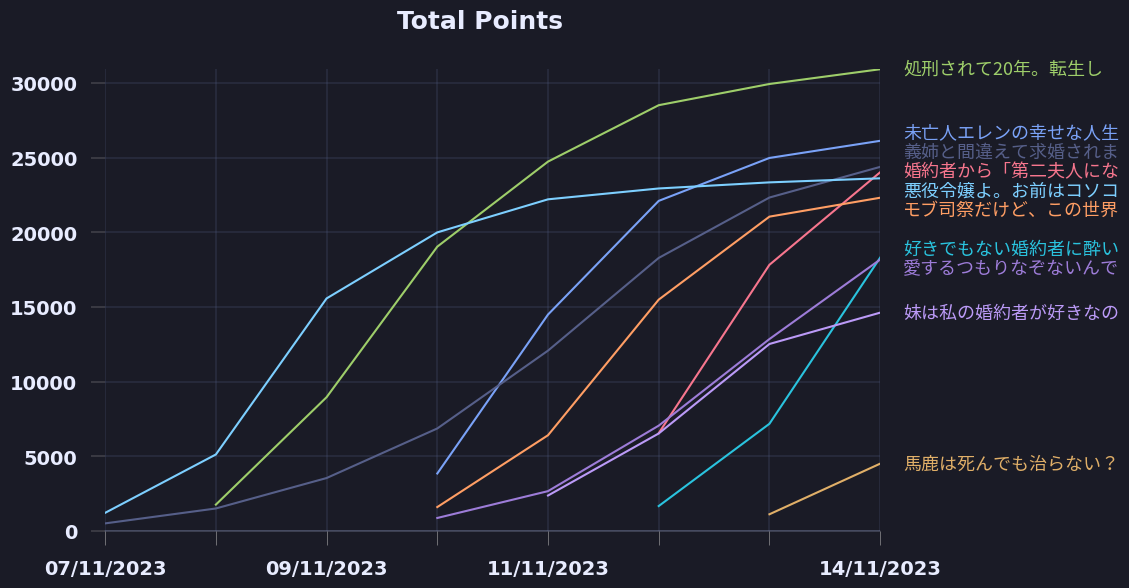 Total Points
30000
25000
20000
15000
10000
5000
0
07/11/2023 09/11/2023 11/11/2023 14/11/2023
処刑されて20年。転生し
未亡人エレンの幸せな人生
義姉と間違えて求婚されま
婚約者から「第二夫人にな
悪役令嬢よ。お前はコソコ
モブ司祭だけど、この世界
好きでもない婚約者に酔い
愛するつもりなぞないんで
妹は私の婚約者が好きなの
馬鹿は死んでも治らない？